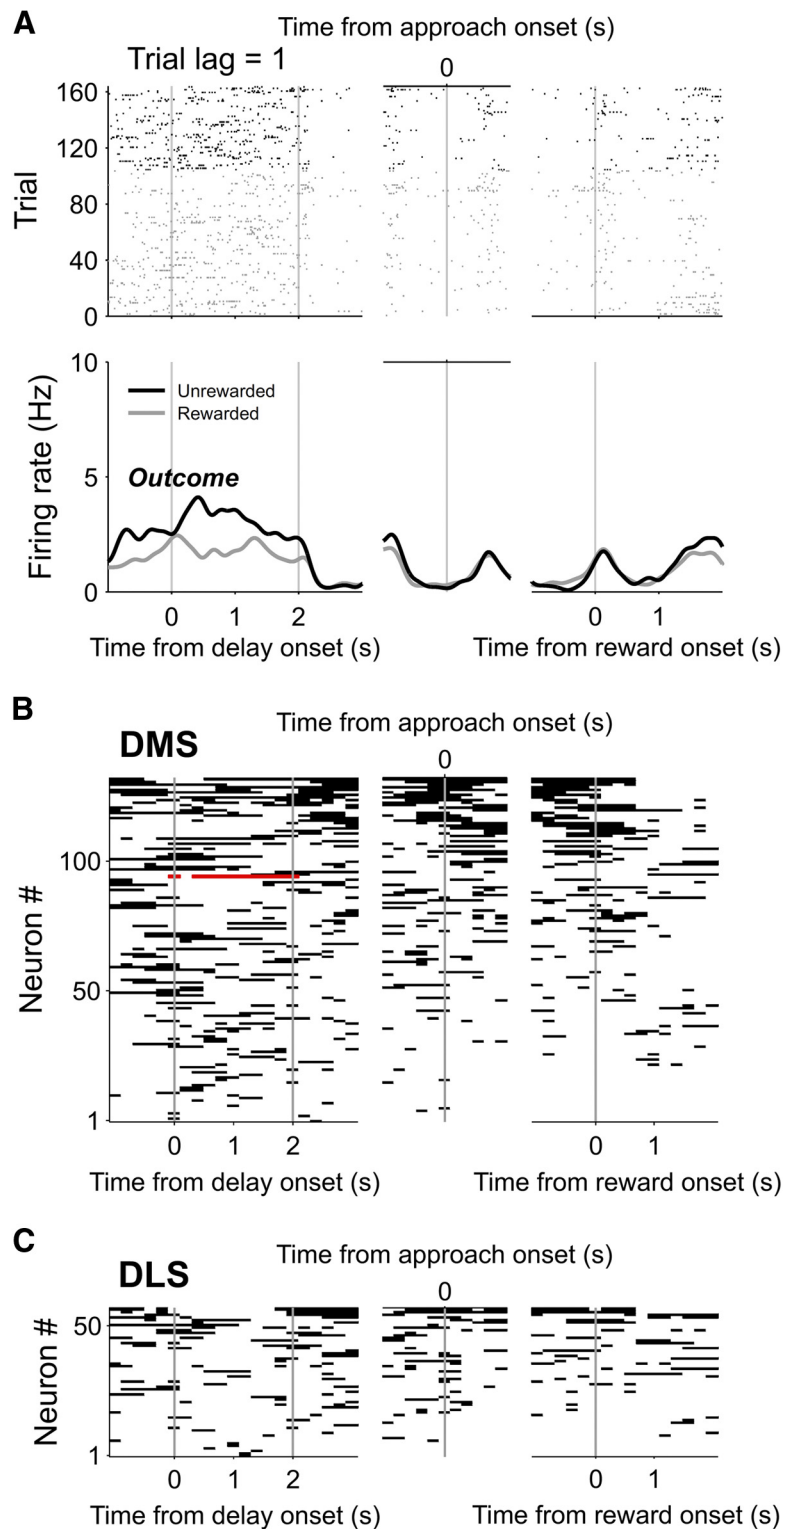 A
Time from approach onset (s)
Trial lag = 1
0
160
120
80
40
0
Trial
10
5
0
Firing rate (Hz)
Unrewarded
Rewarded
Outcome
0 1 2
0 1
Time from delay onset (s)
Time from reward onset (s)
B
Time from approach onset (s)
DMS
0
100
50
1
Neuron #
0 1 2
0 1
Time from delay onset (s)
Time from reward onset (s)
C
Time from approach onset (s)
DLS
0
50
1
Neuron #
0 1 2
0 1
Time from delay onset (s)
Time from reward onset (s)